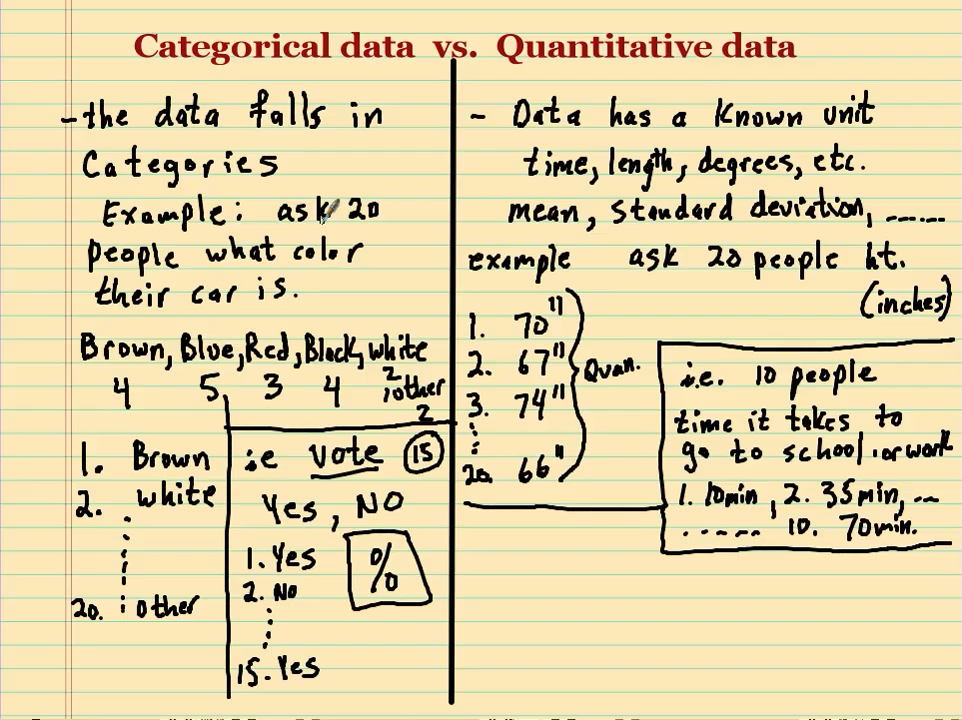 Categorical data vs. Quantitative data
- the data falls in
Categories
Example: ask 20
people what color
their car is.
Brown, Blue, Red, Black, white
4 5 3 4 2
other
2
1. Brown
2. white
20. other
i.e vote 15
Yes, NO
1. Yes
2. No
15. Yes
%
- Data has a known unit
time, length, degrees, etc.
mean, standard deviation, ......
example ask 20 people ht.
(inches)
1. 70"
2. 67"
3. 74"
20. 66"
Quan.
i.e. 10 people
time it takes to
go to school or work
1. 10min, 2. 35min, ...
...... 10. 70min.